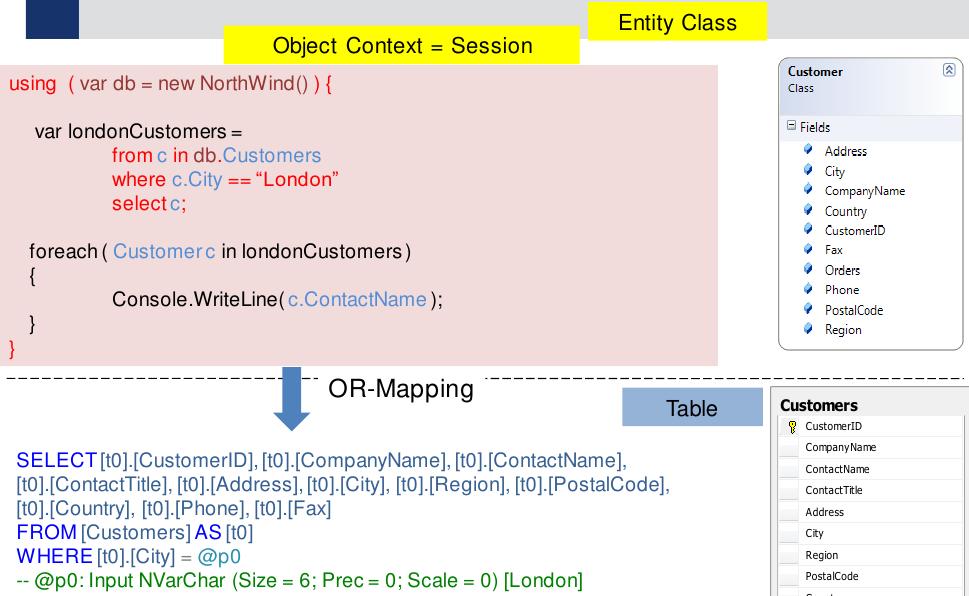 Entity Class
Object Context = Session
using ( var db = new NorthWind() ) {
var londonCustomers =
from c in db.Customers
where c.City == “London”
select c;
foreach ( Customer c in londonCustomers )
{
Console.WriteLine( c.ContactName );
}
}
Customer
Class
Fields
Address
City
CompanyName
Country
CustomerID
Fax
Orders
Phone
PostalCode
Region
OR-Mapping
Table
SELECT [t0].[CustomerID], [t0].[CompanyName], [t0].[ContactName],
[t0].[ContactTitle], [t0].[Address], [t0].[City], [t0].[Region], [t0].[PostalCode],
[t0].[Country], [t0].[Phone], [t0].[Fax]
FROM [Customers] AS [t0]
WHERE [t0].[City] = @p0
-- @p0: Input NVarChar (Size = 6; Prec = 0; Scale = 0) [London]
Customers
CustomerID
CompanyName
ContactName
ContactTitle
Address
City
Region
PostalCode